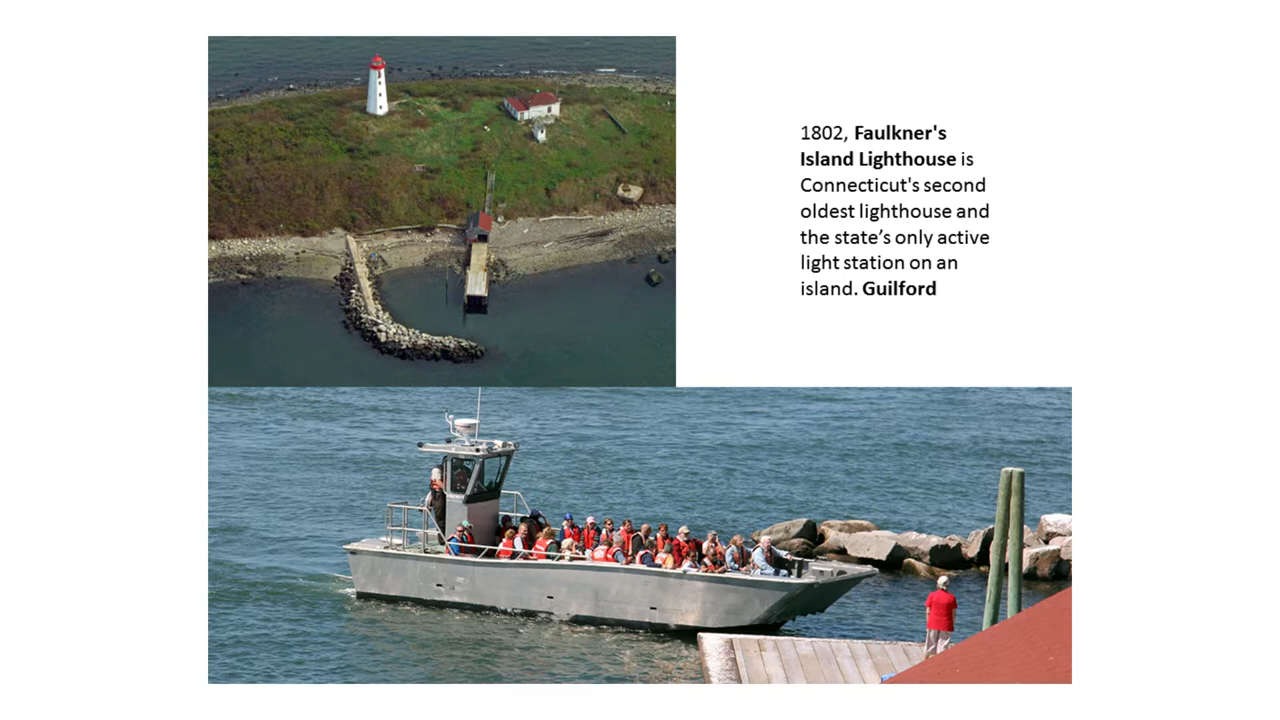 1802, Faulkner's
Island Lighthouse is
Connecticut's second
oldest lighthouse and
the state’s only active
light station on an
island. Guilford